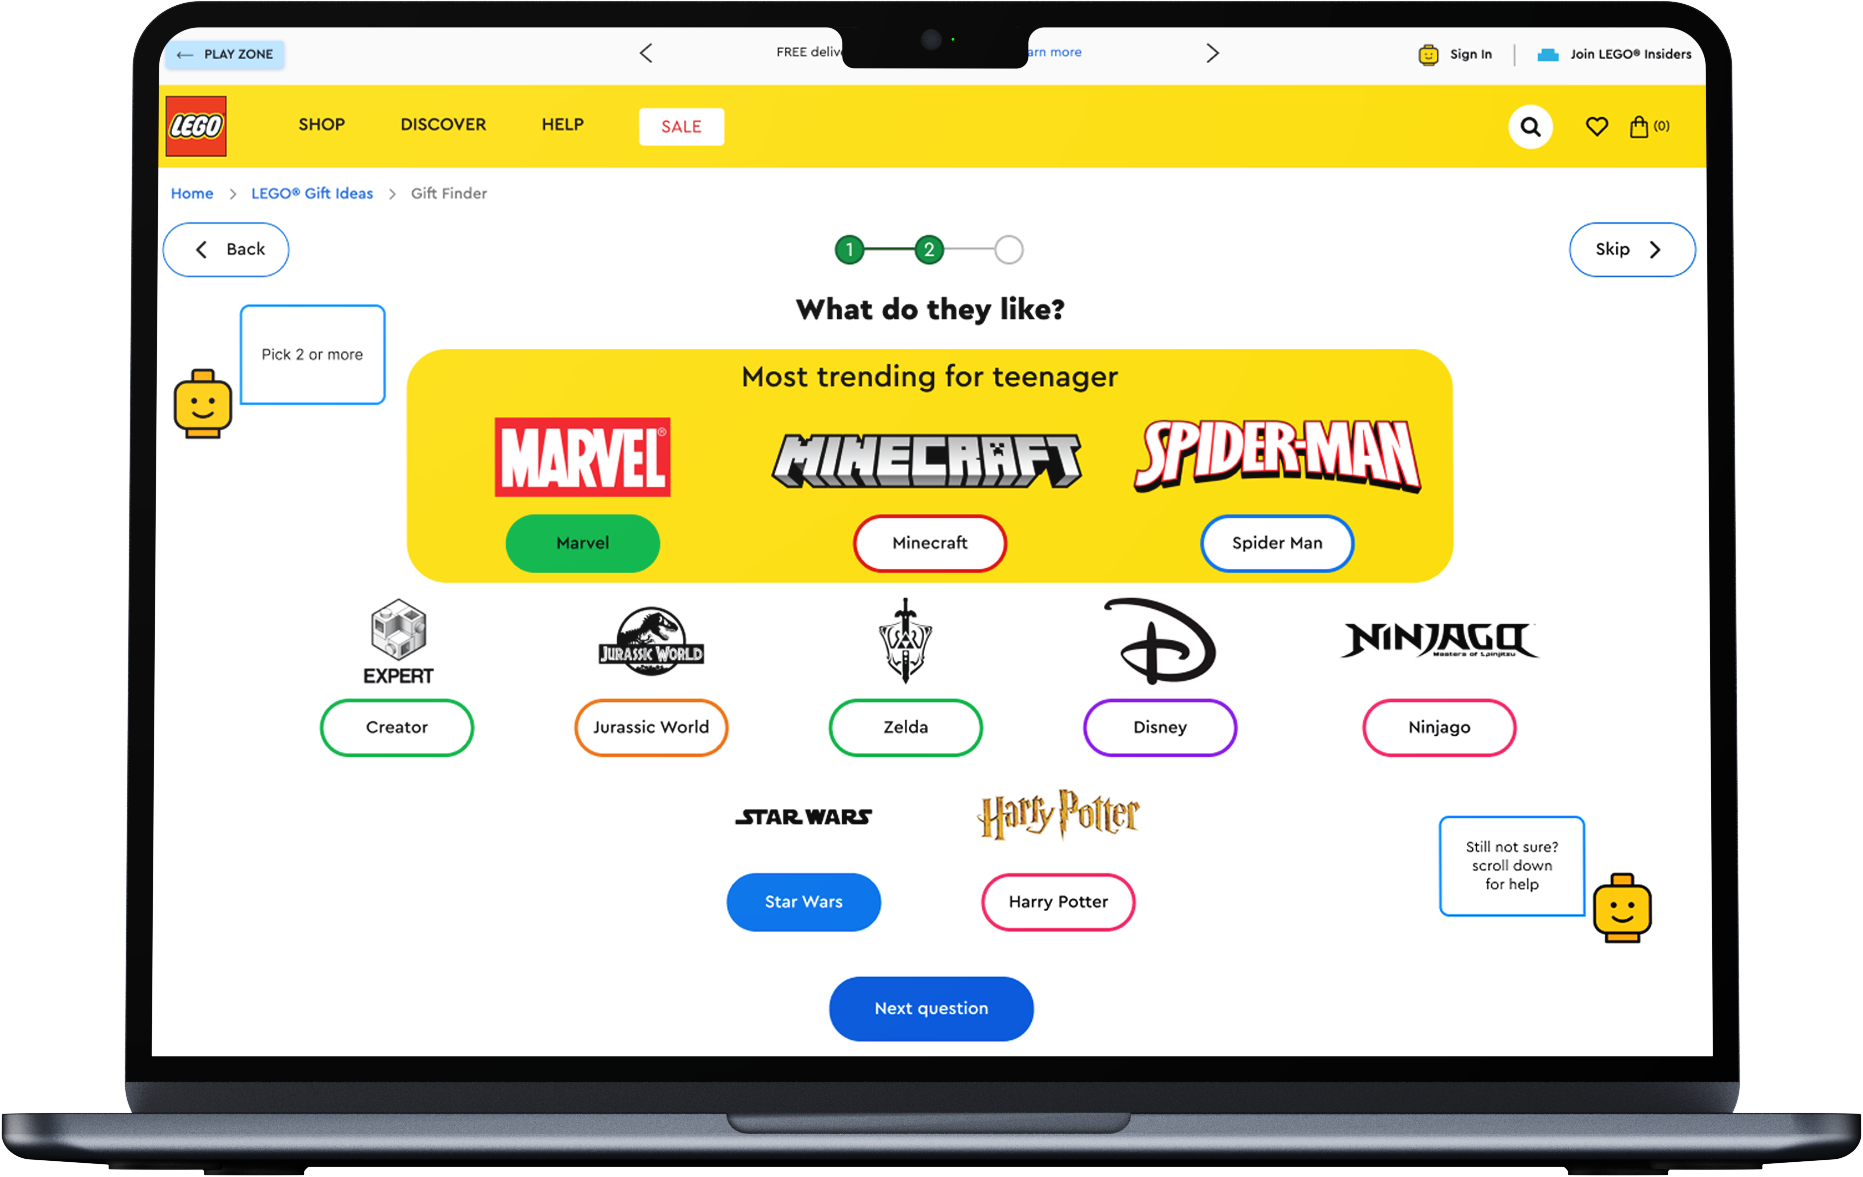 PLAY ZONE
FREE
more
Sign In
Join LEGO® Insiders
LEGO
SHOP DISCOVER HELP SALE
(0)
Home LEGO® Gift Ideas Gift Finder
Back
1 2
Skip
What do they like?
Pick 2 or more
Most trending for teenager
MARVEL® MINECRAFT SPIDER-MAN
Marvel Minecraft Spider Man
EXPERT JURASSIC WORLD NINJAGO
Masters of Spinjitzu
Creator Jurassic World Zelda Disney Ninjago
STAR WARS Harry Potter
Star Wars Harry Potter
Still not sure?
scroll down
for help
Next question